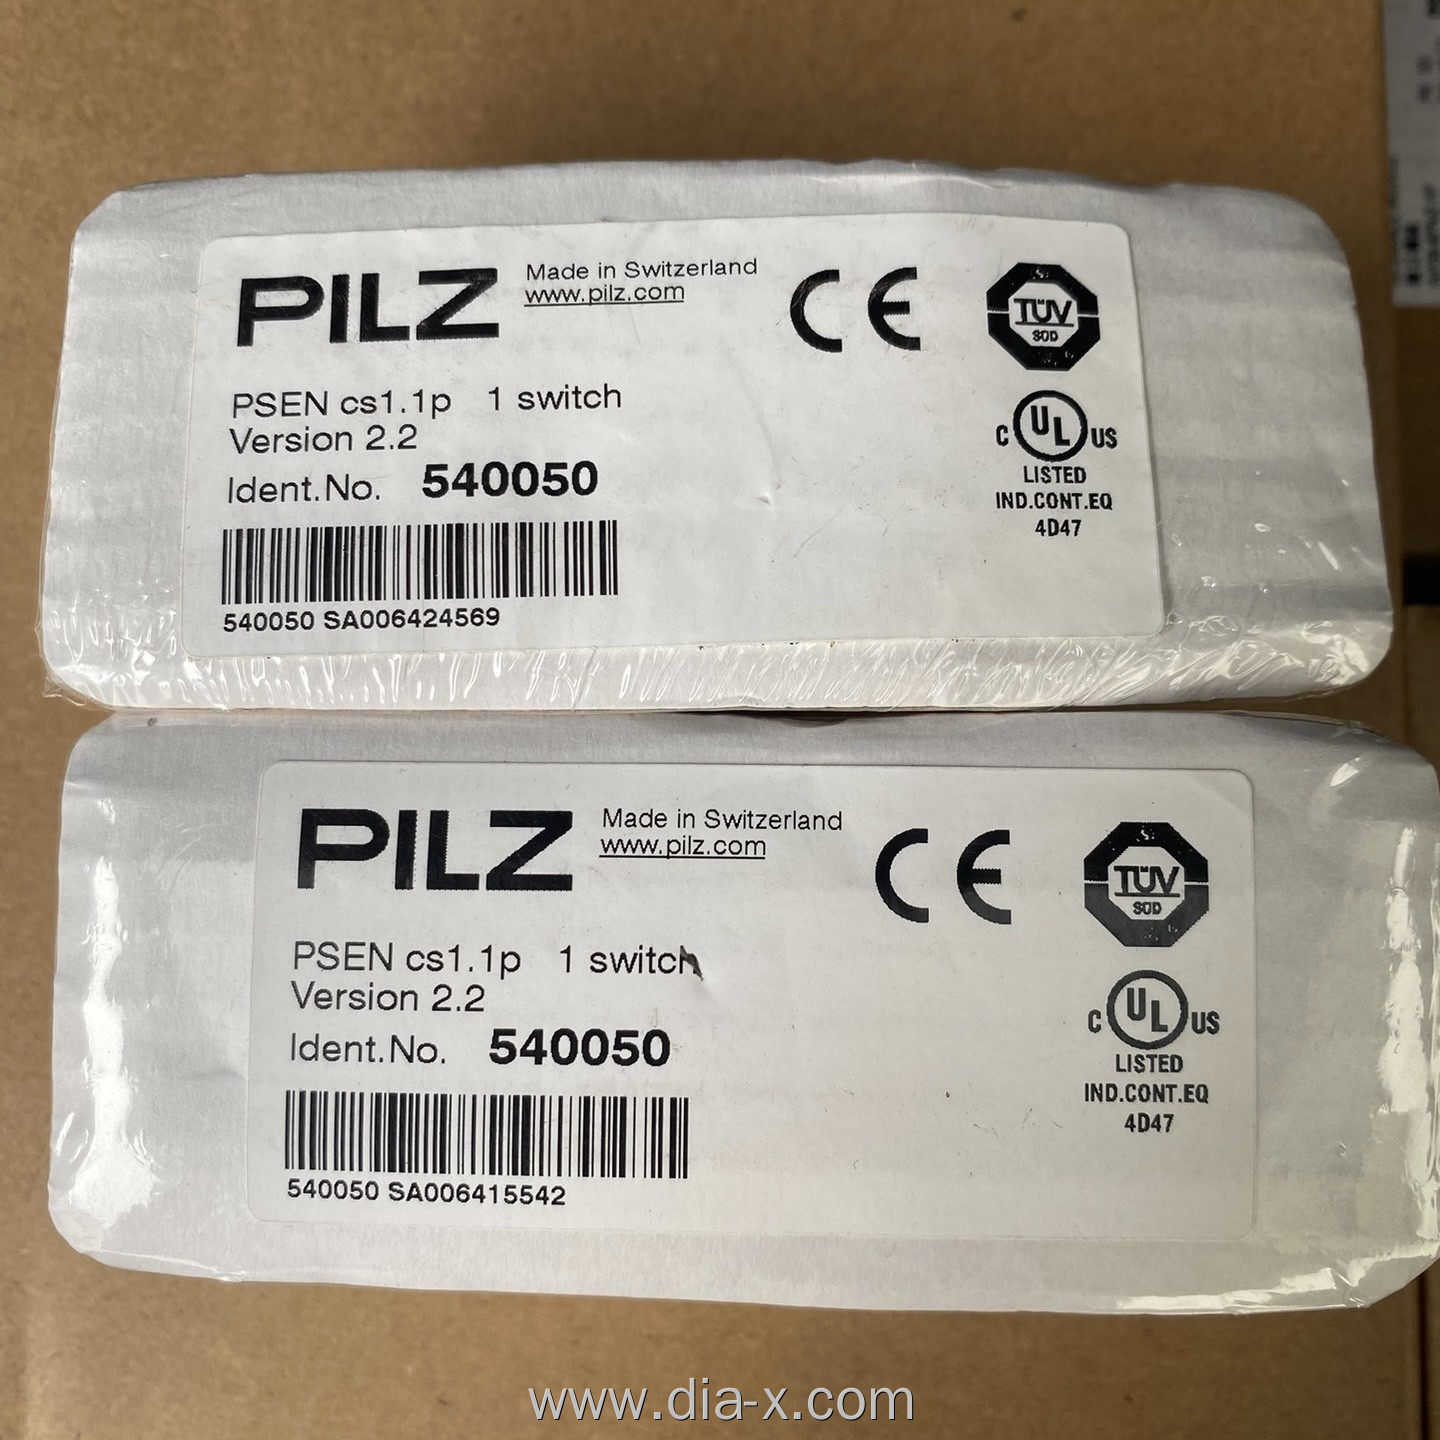 PILZ
Made in Switzerland
www.pilz.com
CE
TÜV
SÜD
PSEN cs1.1p 1 switch
Version 2.2
Ident.No. 540050
C UL US
LISTED
IND.CONT.EQ
4D47
540050 SA006424569
PILZ
Made in Switzerland
www.pilz.com
CE
TÜV
SÜD
PSEN cs1.1p 1 switch
Version 2.2
Ident.No. 540050
C UL US
LISTED
IND.CONT.EQ
4D47
540050 SA006415542
www.dia-x.com